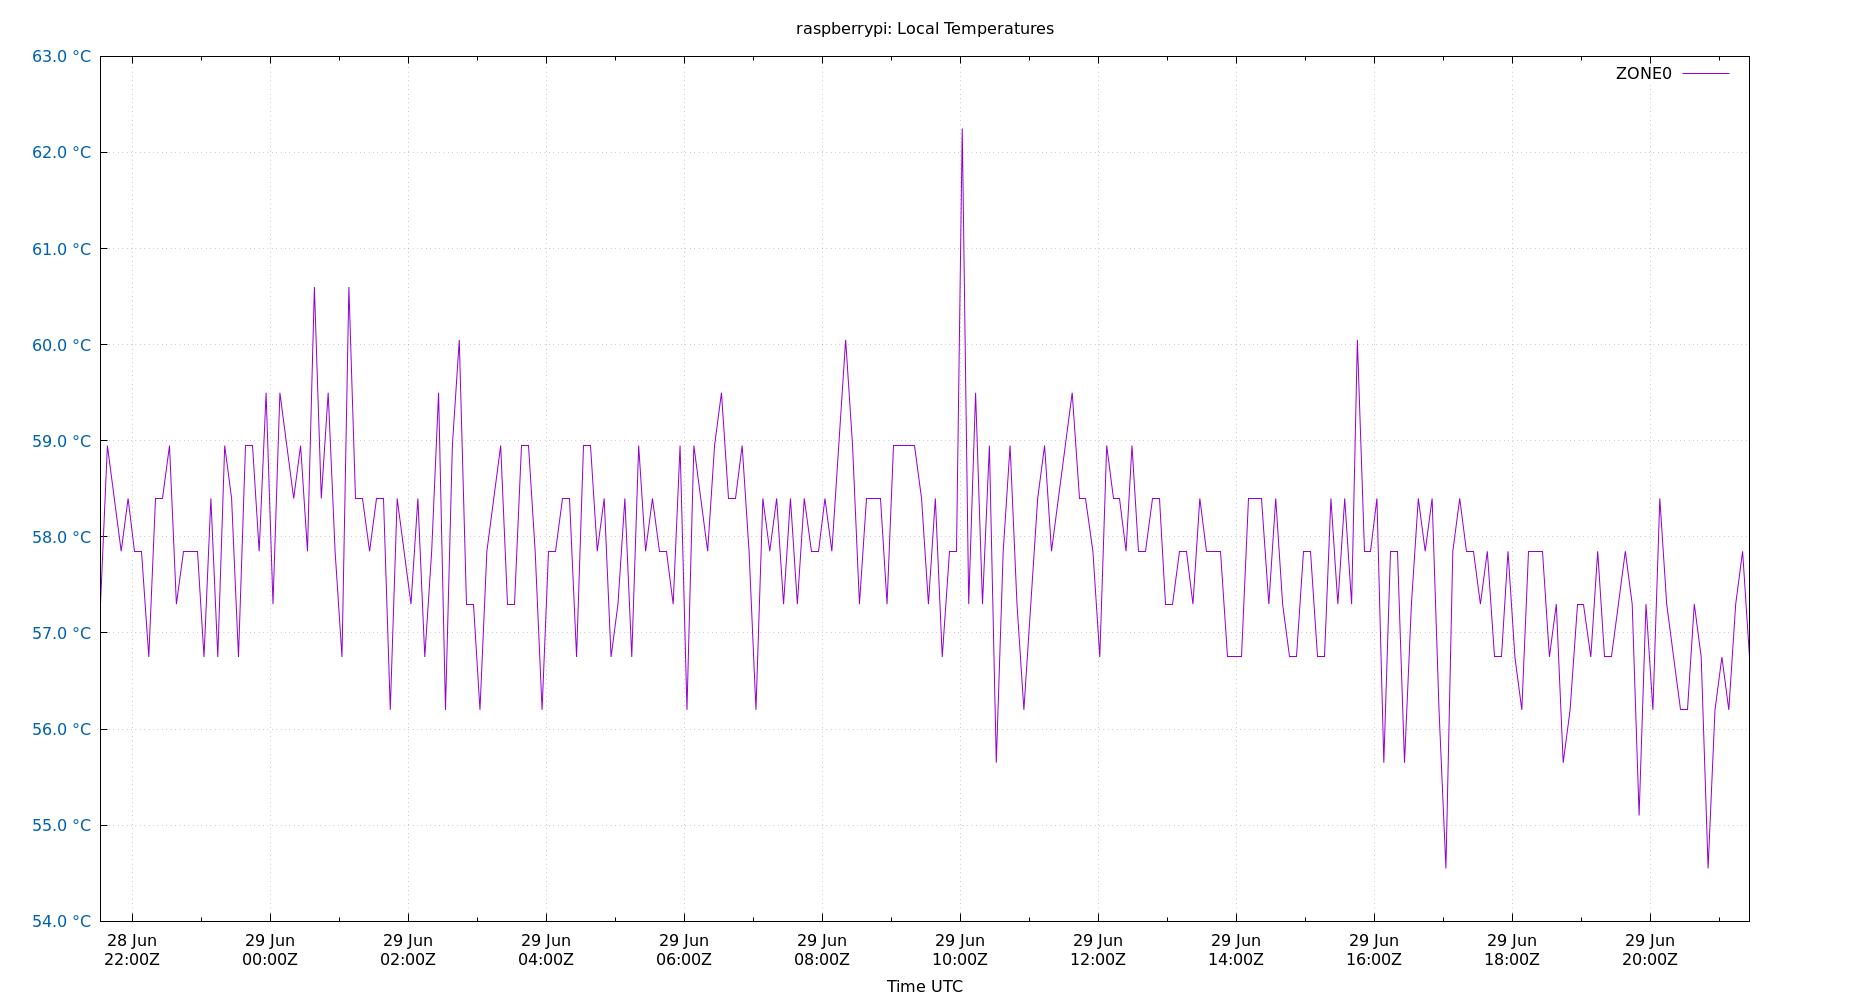 raspberrypi: Local Temperatures
63.0 °C
ZONE0
62.0 °C
61.0 °C
60.0 °C
59.0 °C
58.0 °C
57.0 °C
56.0 °C
55.0 °C
54.0 °C
28 Jun 29 Jun 29 Jun 29 Jun 29 Jun 29 Jun 29 Jun 29 Jun 29 Jun 29 Jun 29 Jun 29 Jun
22:00Z 00:00Z 02:00Z 04:00Z 06:00Z 08:00Z 10:00Z 12:00Z 14:00Z 16:00Z 18:00Z 20:00Z
Time UTC